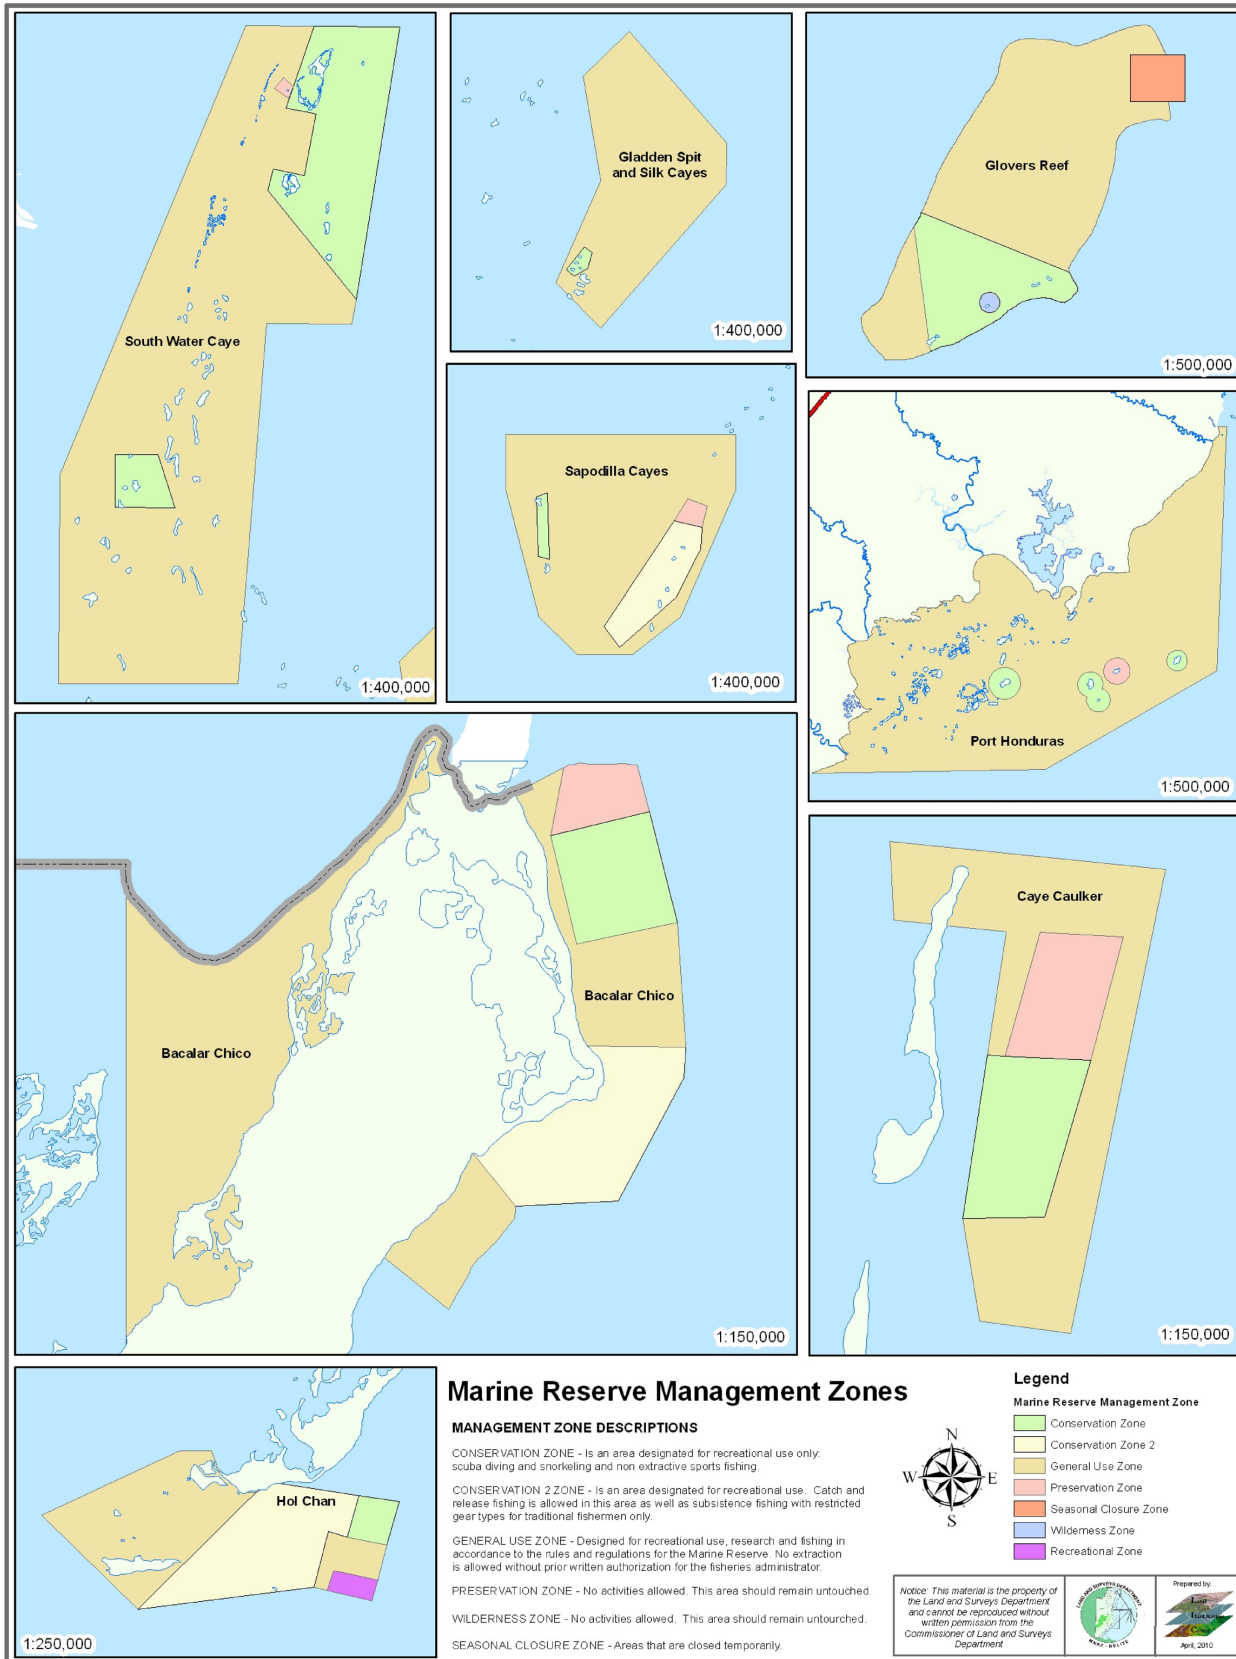 South Water Caye
1:400,000
Gladden Spit
and Silk Cayes
1:400,000
Glovers Reef
1:500,000
Sapodilla Cayes
1:400,000
Port Honduras
1:500,000
Bacalar Chico
Bacalar Chico
1:150,000
Caye Caulker
1:150,000
Hol Chan
1:250,000
Marine Reserve Management Zones
MANAGEMENT ZONE DESCRIPTIONS
CONSERVATION ZONE - Is an area designated for recreational use only:
scuba diving and snorkeling and non extractive sports fishing.
CONSERVATION 2 ZONE - Is an area designated for recreational use. Catch and
release fishing is allowed in this area as well as subsistence fishing with restricted
gear types for traditional fishermen only.
GENERAL USE ZONE - Designed for recreational use, research and fishing in
accordance to the rules and regulations for the Marine Reserve. No extraction
is allowed without prior written authorization for the fisheries administrator.
PRESERVATION ZONE - No activities allowed. This area should remain untouched.
WILDERNESS ZONE - No activities allowed. This area should remain untourched.
SEASONAL CLOSURE ZONE - Areas that are closed temporarily.
N
W E
S
Legend
Marine Reserve Management Zone
Conservation Zone
Conservation Zone 2
General Use Zone
Preservation Zone
Seasonal Closure Zone
Wilderness Zone
Recreational Zone
Notice: This material is the property of
the Land and Surveys Department
and cannot be reproduced without
written permission from the
Commissioner of Land and Surveys
Department
LAND AND SURVEYS DEPARTMENT
BELIZE
Prepared by:
Land
Information
Centre
April, 2010